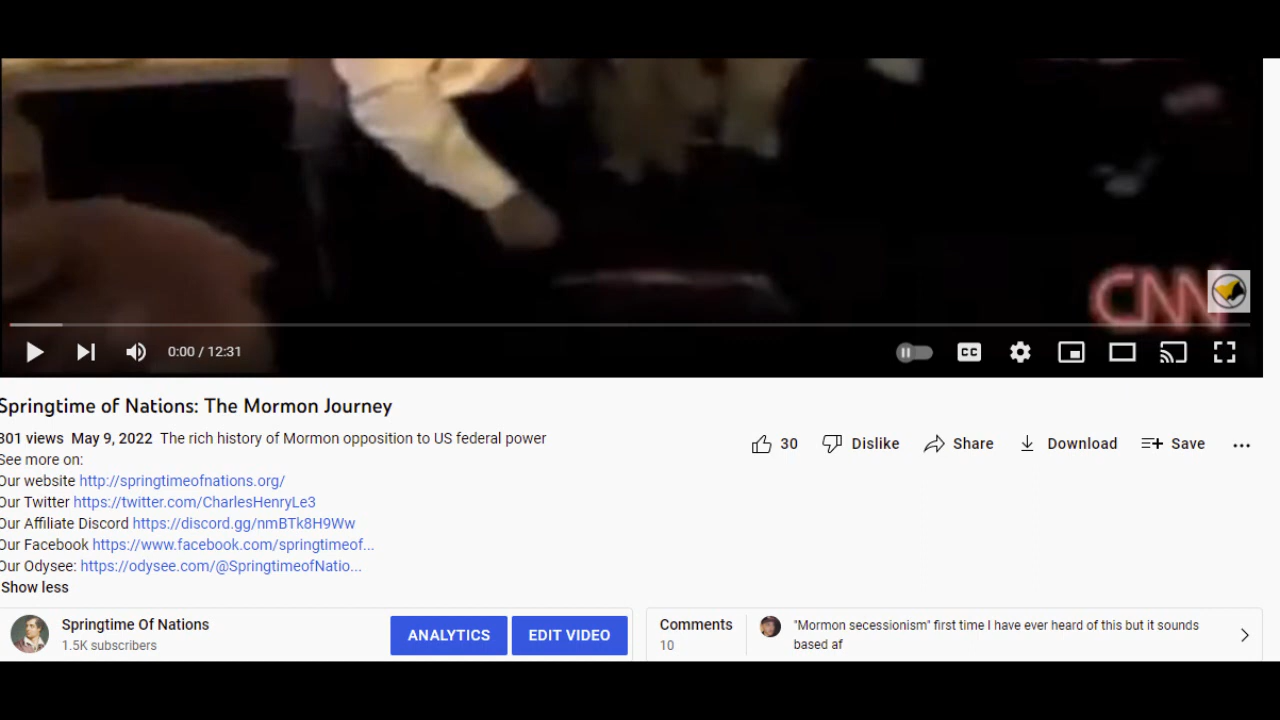 CNN
0:00 / 12:31
CC
Springtime of Nations: The Mormon Journey
301 views May 9, 2022 The rich history of Mormon opposition to US federal power
30 Dislike Share Download Save ...
See more on:
Our website http://springtimeofnations.org/
Our Twitter https://twitter.com/CharlesHenryLe3
Our Affiliate Discord https://discord.gg/nmBTk8H9Ww
Our Facebook https://www.facebook.com/springtimeof...
Our Odysee: https://odysee.com/@SpringtimeofNatio...
Show less
Springtime Of Nations
1.5K subscribers
ANALYTICS
EDIT VIDEO
Comments
10
"Mormon secessionism" first time I have ever heard of this but it sounds
based af